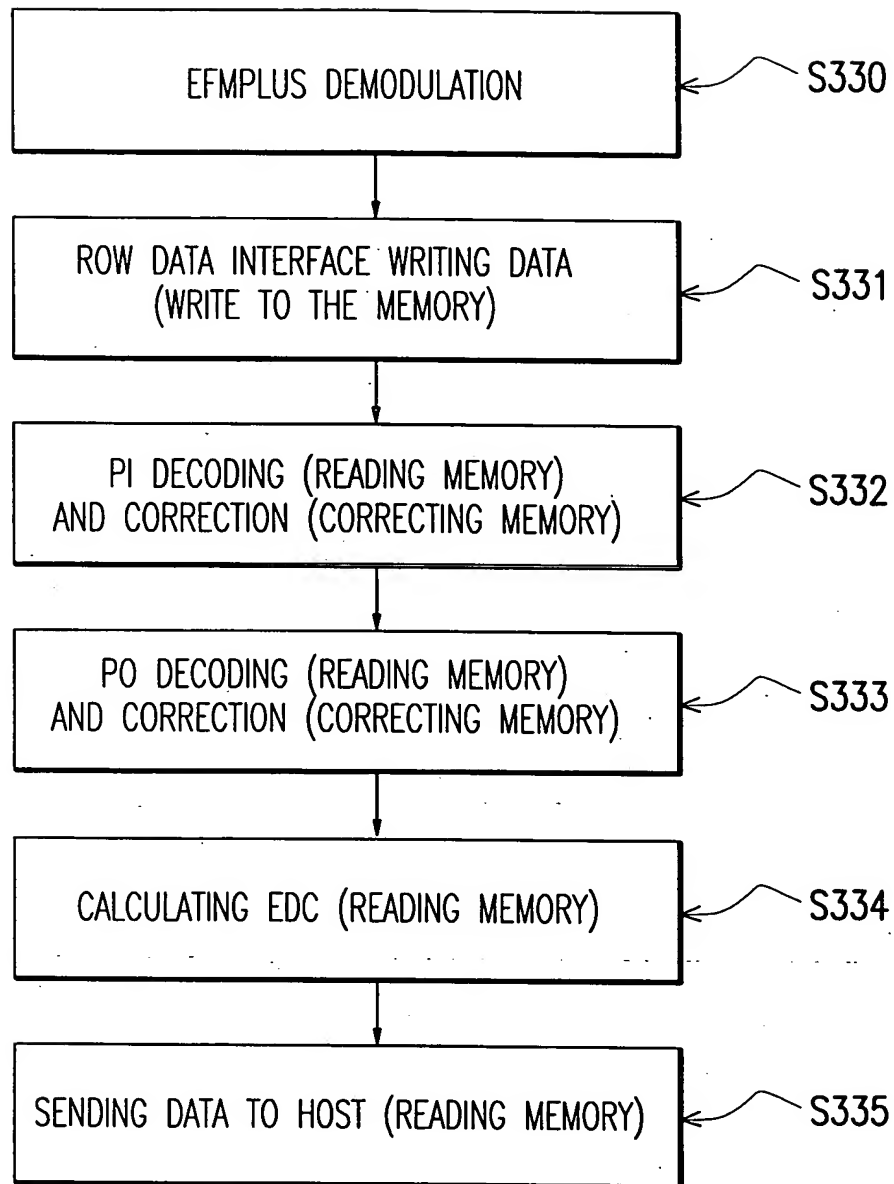 EFMPLUS DEMODULATION
S330
ROW DATA INTERFACE WRITING DATA
(WRITE TO THE MEMORY)
S331
PI DECODING (READING MEMORY)
AND CORRECTION (CORRECTING MEMORY)
S332
PO DECODING (READING MEMORY)
AND CORRECTION (CORRECTING MEMORY)
S333
CALCULATING EDC (READING MEMORY)
S334
SENDING DATA TO HOST (READING MEMORY)
S335